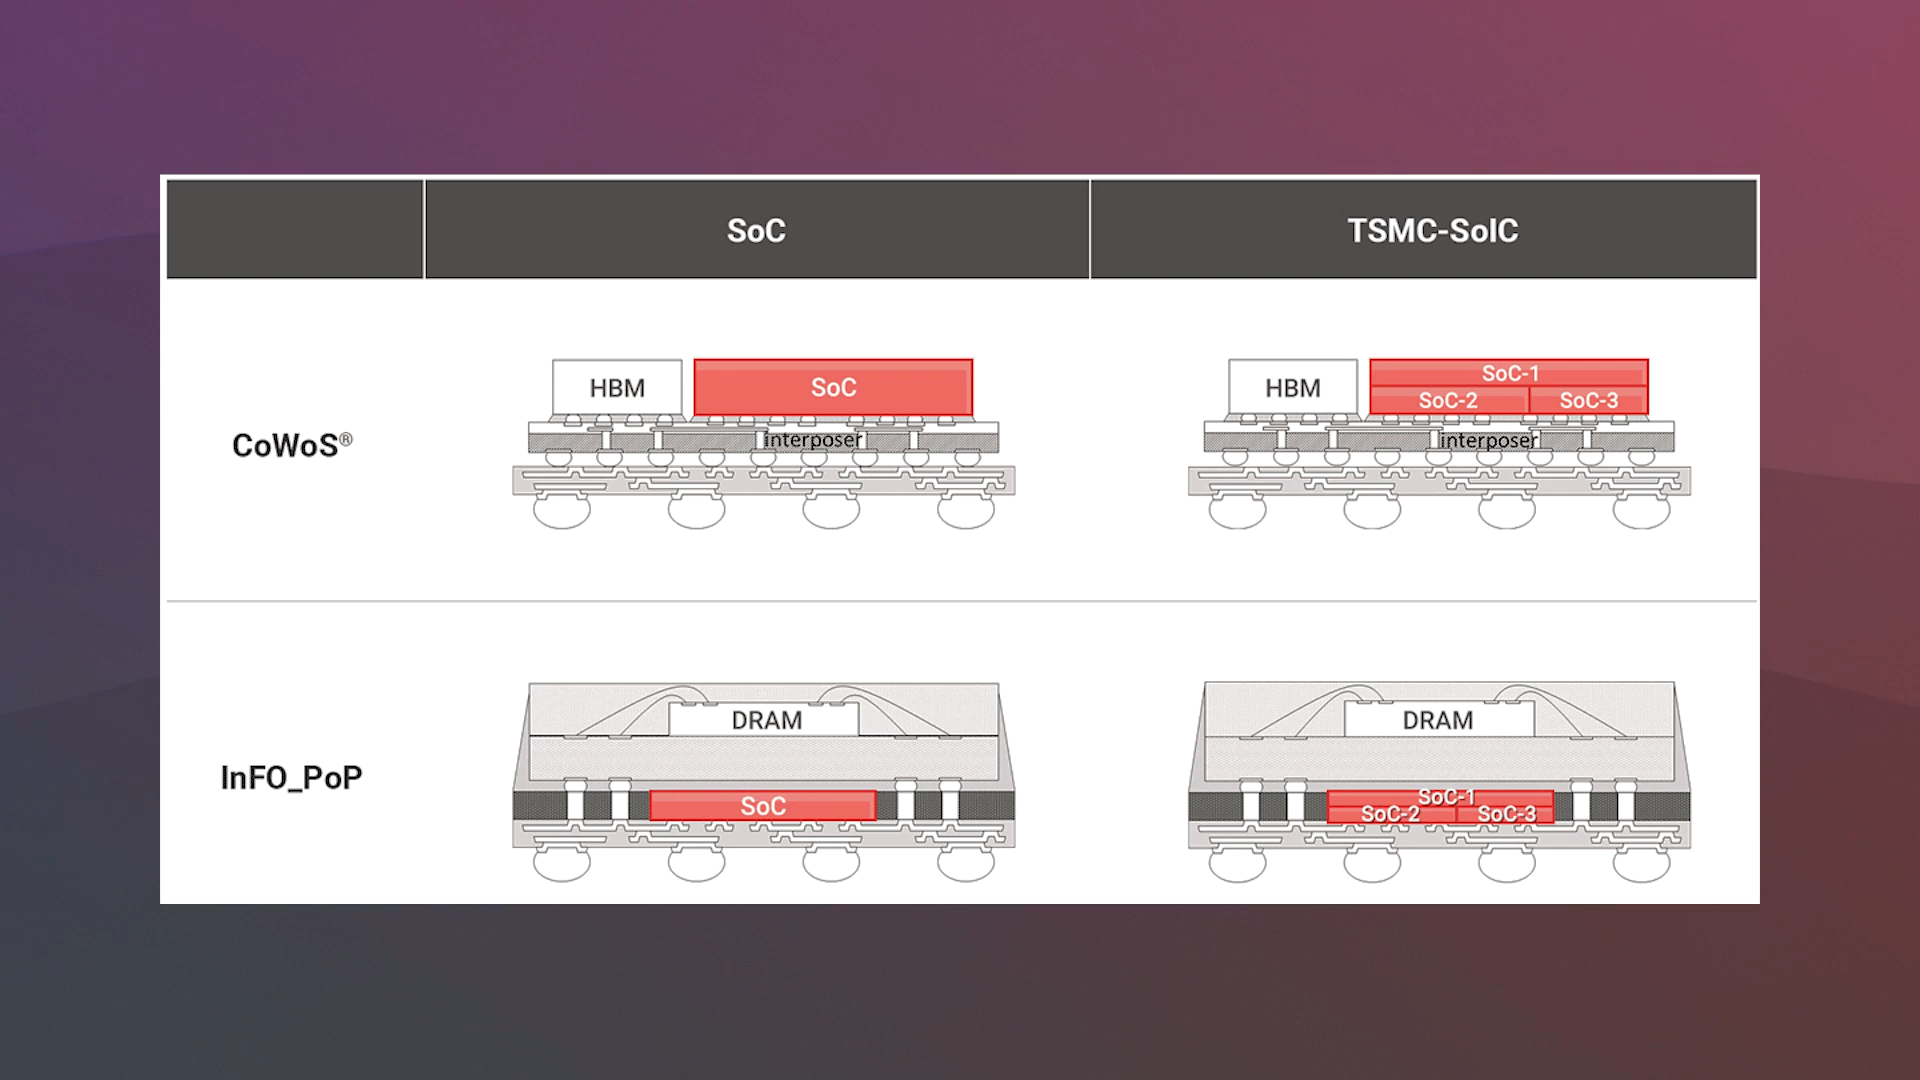 SoC
TSMC-SoIC
CoWoS®
HBM
SoC
interposer
HBM
SoC-1
SoC-2
SoC-3
interposer
InFO_PoP
DRAM
SoC
DRAM
SoC-1
SoC-2
SoC-3